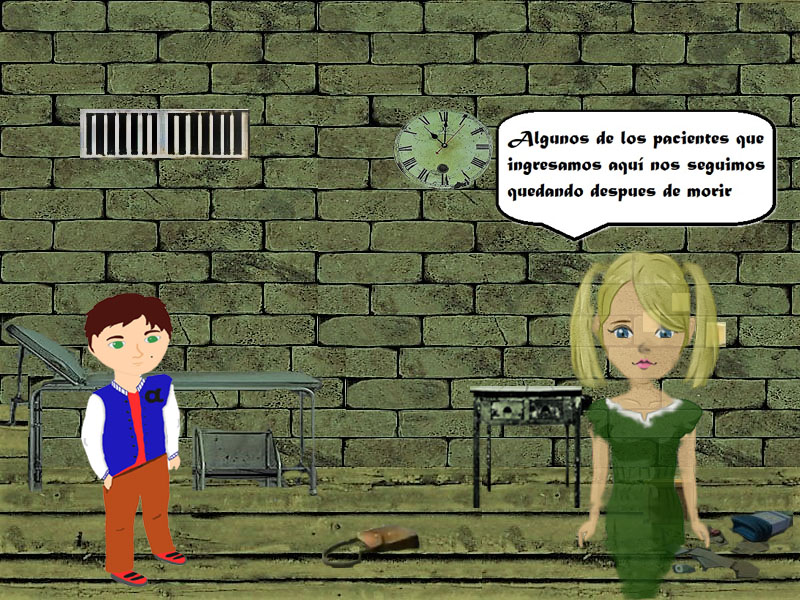 Algunos de los pacientes que
ingresamos aquí nos seguimos
quedando despues de morir
α